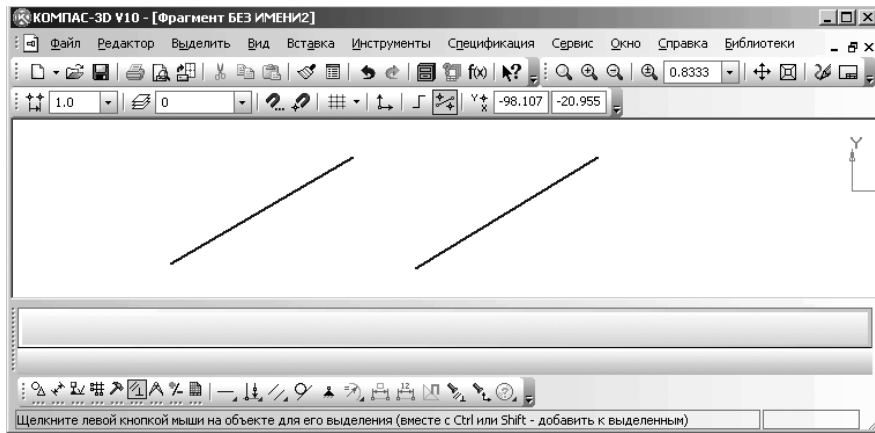 КОМПАС-3D V10 - [Фрагмент БЕЗ ИМЕНИ2]
Файл Редактор Выделить Вид Вставка Инструменты Спецификация Сервис Окно Справка Библиотеки
f(x) 0.8333
1.0 0 Y X -98.107 -20.955
Y
12
Щелкните левой кнопкой мыши на объекте для его выделения (вместе с Ctrl или Shift - добавить к выделенным)